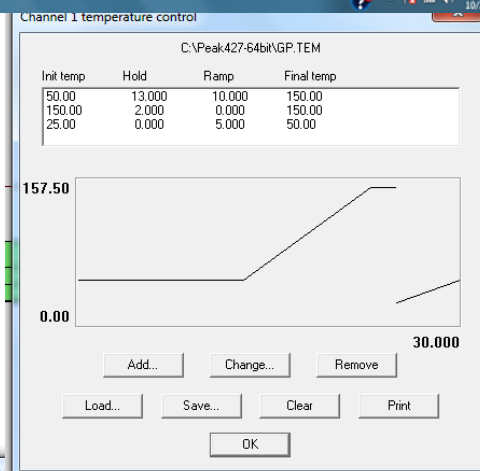 10/
Channel 1 temperature control
C:\Peak427-64bit\GP.TEM
Init temp Hold Ramp Final temp
50.00 13.000 10.000 150.00
150.00 2.000 0.000 150.00
25.00 0.000 5.000 50.00
157.50
0.00
30.000
Add... Change... Remove
Load... Save... Clear Print
OK